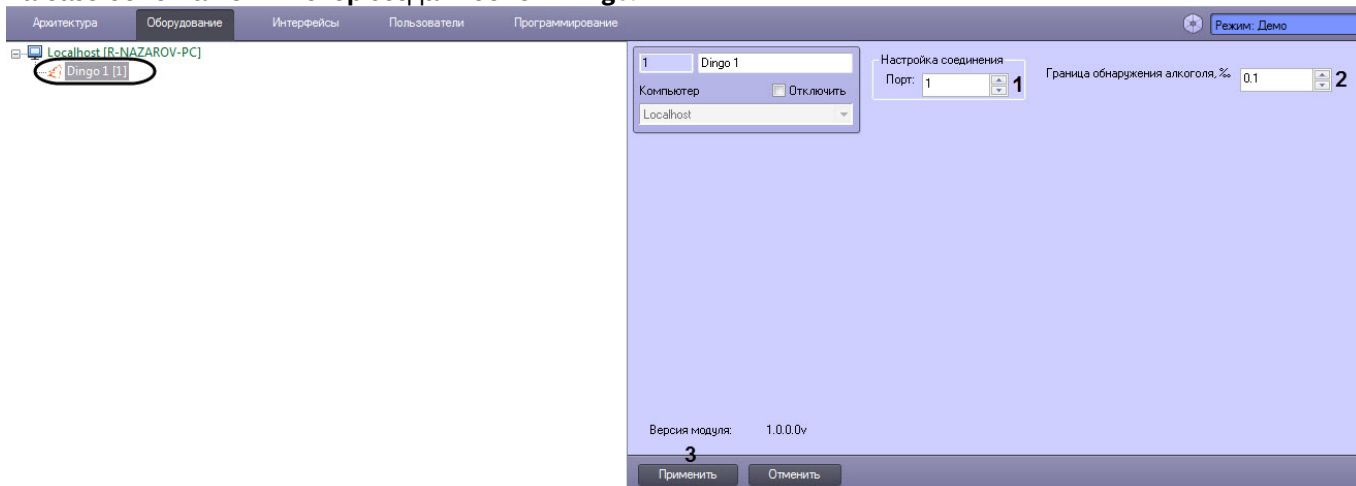 Архитектура Оборудование Интерфейсы Пользователи Программирование Режим: Демо
Localhost [R-NAZAROV-PC]
Dingo 1 [1]
1 Dingo 1
Компьютер Отключить
Localhost
Настройка соединения
Порт: 1 1
Граница обнаружения алкоголя, ‰ 0.1 2
Версия модуля: 1.0.0.0v
3
Применить Отменить